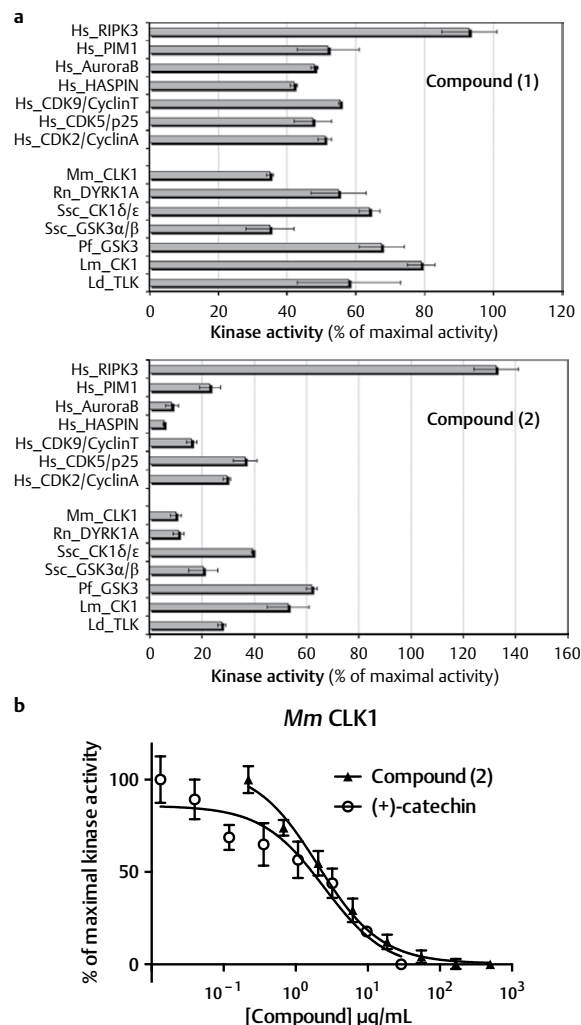 a
Hs_RIPK3
Hs_PIM1
Hs_AuroraB
Hs_HASPIN
Compound (1)
Hs_CDK9/CyclinT
Hs_CDK5/p25
Hs_CDK2/CyclinA
Mm_CLK1
Rn_DYRK1A
Ssc_CK1δ/ε
Ssc_GSK3α/β
Pf_GSK3
Lm_CK1
Ld_TLK
0 20 40 60 80 100 120
Kinase activity (% of maximal activity)
Hs_RIPK3
Hs_PIM1
Hs_AuroraB
Compound (2)
Hs_HASPIN
Hs_CDK9/CyclinT
Hs_CDK5/p25
Hs_CDK2/CyclinA
Mm_CLK1
Rn_DYRK1A
Ssc_CK1δ/ε
Ssc_GSK3α/β
Pf_GSK3
Lm_CK1
Ld_TLK
0 20 40 60 80 100 120 140 160
Kinase activity (% of maximal activity)
b
Mm CLK1
% of maximal kinase activity
100
50
0
Compound (2)
(+)-catechin
10⁻¹ 10⁰ 10¹ 10² 10³
[Compound] µg/mL